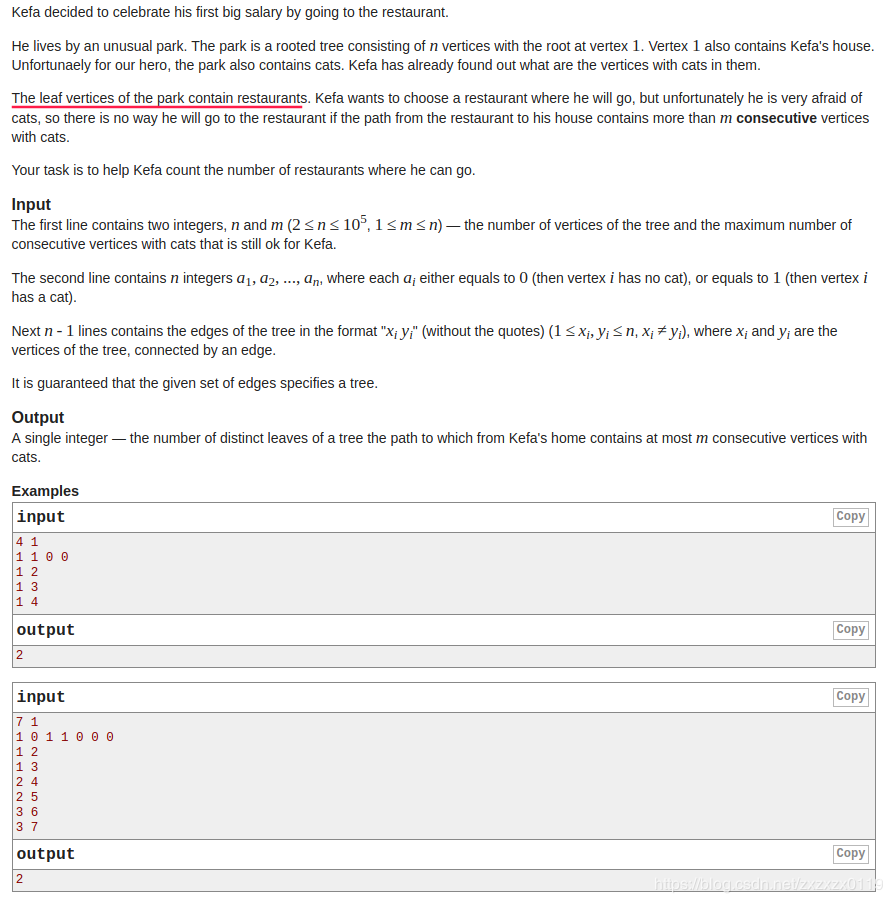 Kefa decided to celebrate his first big salary by going to the restaurant.
He lives by an unusual park. The park is a rooted tree consisting of n vertices with the root at vertex 1. Vertex 1 also contains Kefa's house.
Unfortunaely for our hero, the park also contains cats. Kefa has already found out what are the vertices with cats in them.
The leaf vertices of the park contain restaurants. Kefa wants to choose a restaurant where he will go, but unfortunately he is very afraid of
cats, so there is no way he will go to the restaurant if the path from the restaurant to his house contains more than m consecutive vertices
with cats.
Your task is to help Kefa count the number of restaurants where he can go.
Input
The first line contains two integers, n and m (2 ≤ n ≤ 10^5, 1 ≤ m ≤ n) — the number of vertices of the tree and the maximum number of
consecutive vertices with cats that is still ok for Kefa.
The second line contains n integers a_1, a_2, ..., a_n, where each a_i either equals to 0 (then vertex i has no cat), or equals to 1 (then vertex i
has a cat).
Next n - 1 lines contains the edges of the tree in the format "x_i y_i" (without the quotes) (1 ≤ x_i, y_i ≤ n, x_i ≠ y_i), where x_i and y_i are the
vertices of the tree, connected by an edge.
It is guaranteed that the given set of edges specifies a tree.
Output
A single integer — the number of distinct leaves of a tree the path to which from Kefa's home contains at most m consecutive vertices with
cats.
Examples
input Copy
4 1
1 1 0 0
1 2
1 3
1 4
output Copy
2
input Copy
7 1
1 0 1 1 0 0 0
1 2
1 3
2 4
2 5
3 6
3 7
output Copy
2
https://blog.csdn.net/zxzxzx0119